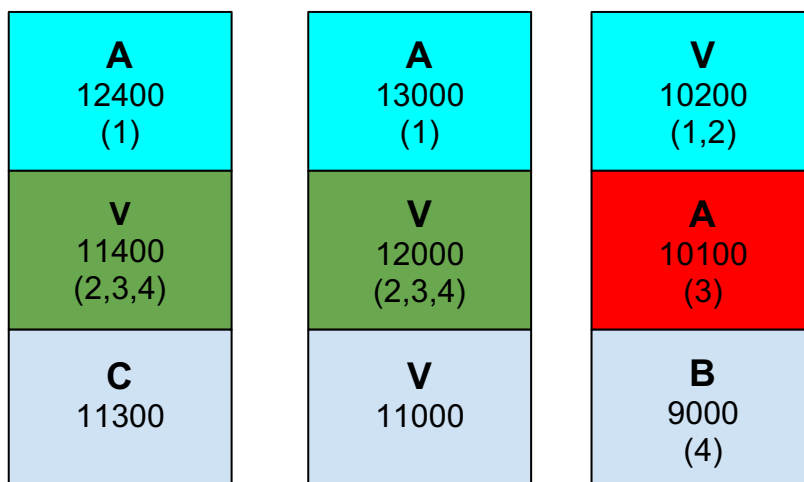 A
12400
(1)
V
11400
(2,3,4)
C
11300
A
13000
(1)
V
12000
(2,3,4)
V
11000
V
10200
(1,2)
A
10100
(3)
B
9000
(4)